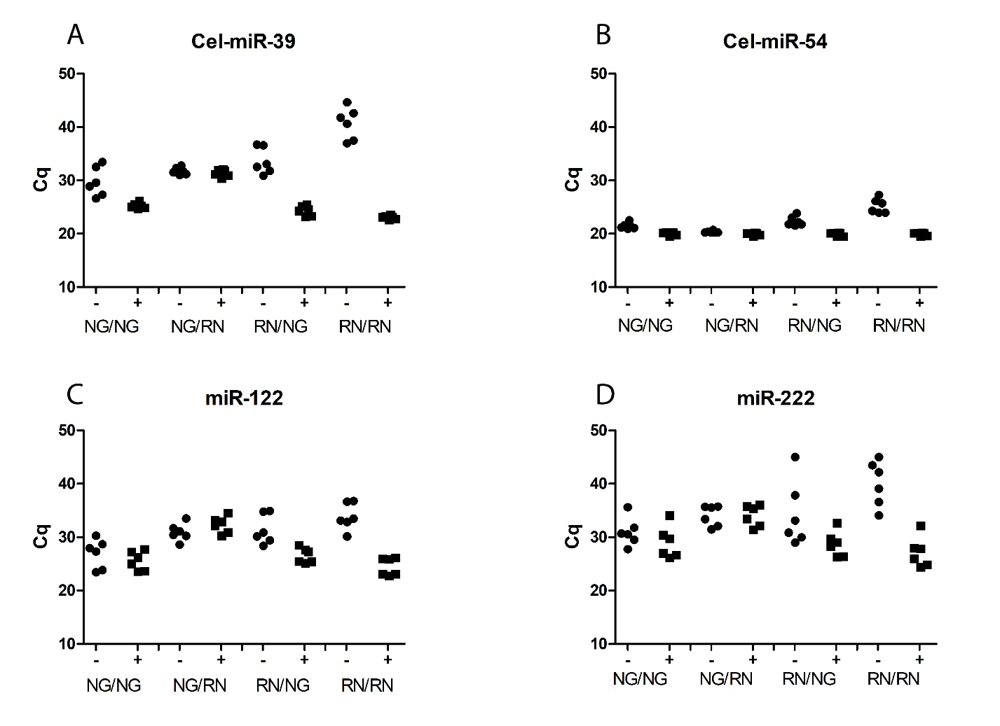 A
Cel-miR-39
50
40
30
20
10
Cq
- + - + - + - +
NG/NG NG/RN RN/NG RN/RN
B
Cel-miR-54
50
40
30
20
10
Cq
- + - + - + - +
NG/NG NG/RN RN/NG RN/RN
C
miR-122
50
40
30
20
10
Cq
- + - + - + - +
NG/NG NG/RN RN/NG RN/RN
D
miR-222
50
40
30
20
10
Cq
- + - + - + - +
NG/NG NG/RN RN/NG RN/RN